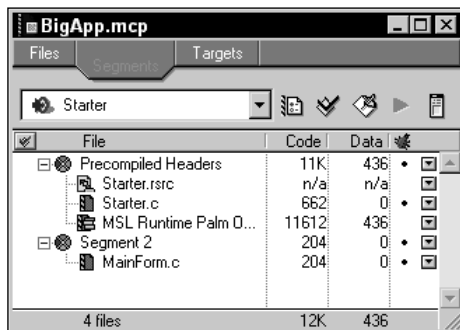 BigApp.mcp
Files Segments Targets
Starter
File Code Data
Precompiled Headers 11K 436
Starter.rsrc n/a n/a
Starter.c 662 0
MSL Runtime Palm O... 11612 436
Segment 2 204 0
MainForm.c 204 0
4 files 12K 436